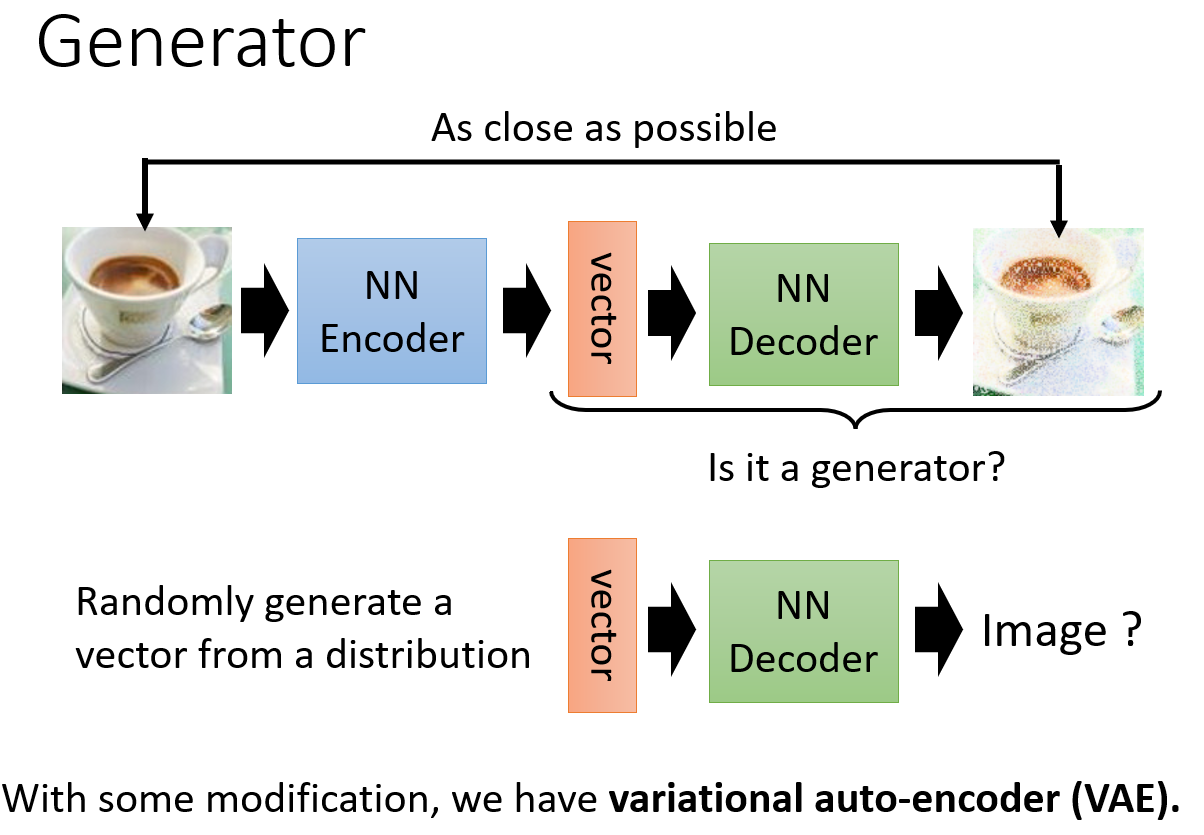 Generator
As close as possible
NN
Encoder
vector
NN
Decoder
Is it a generator?
Randomly generate a
vector from a distribution
vector
NN
Decoder
Image ?
With some modification, we have variational auto-encoder (VAE).